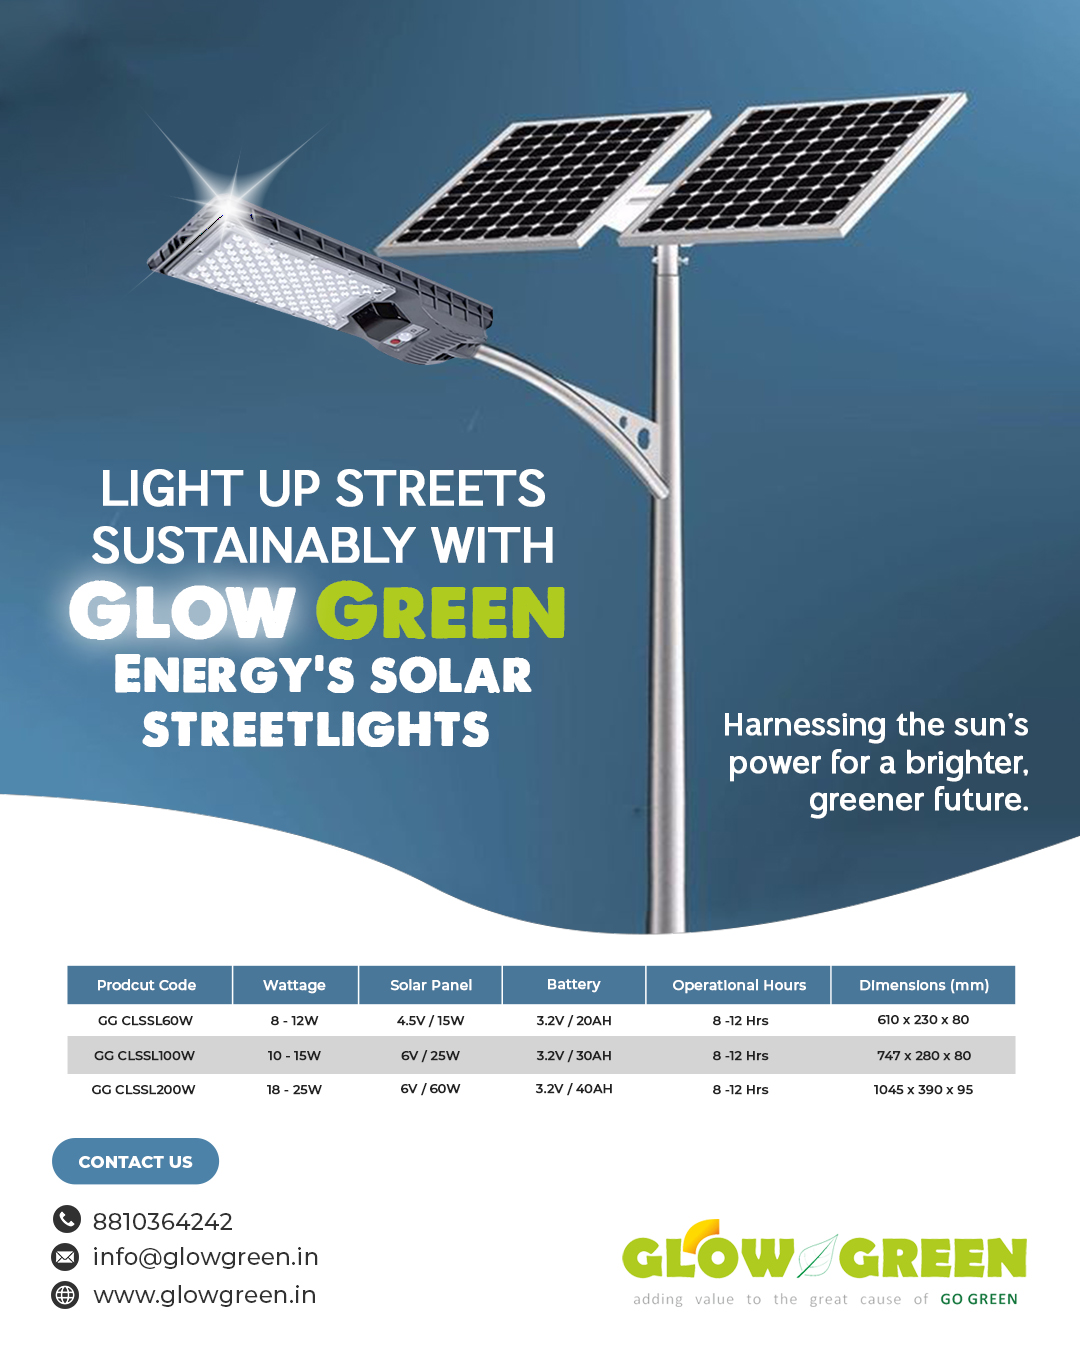 LIGHT UP STREETS
SUSTAINABLY WITH
GLOW GREEN
ENERGY'S SOLAR
STREETLIGHTS
Harnessing the sun's
power for a brighter,
greener future.
Prodcut Code Wattage Solar Panel Battery Operational Hours Dimensions (mm)
GG CLSSL60W 8 - 12W 4.5V / 15W 3.2V / 20AH 8 -12 Hrs 610 x 230 x 80
GG CLSSL100W 10 - 15W 6V / 25W 3.2V / 30AH 8 -12 Hrs 747 x 280 x 80
GG CLSSL200W 18 - 25W 6V / 60W 3.2V / 40AH 8 -12 Hrs 1045 x 390 x 95
CONTACT US
8810364242
info@glowgreen.in
www.glowgreen.in
GLOW GREEN
adding value to the great cause of GO GREEN